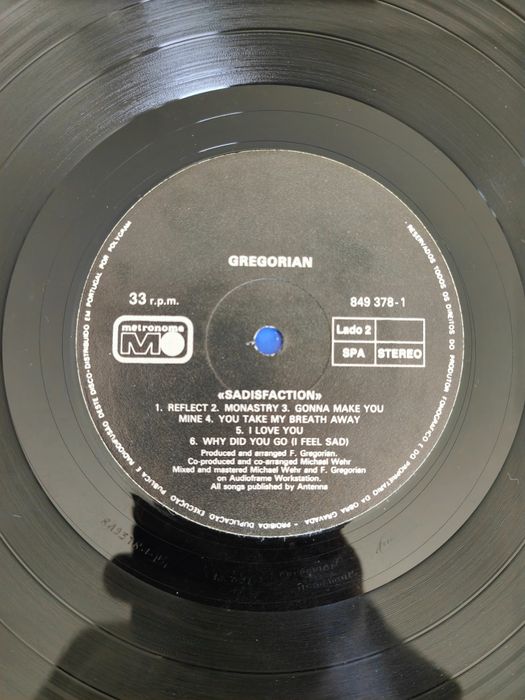 GREGORIAN
33 r.p.m.
849 378-1
metronome
M
Lado 2
SPA STEREO
«SADISFACTION»
1. REFLECT 2. MONASTRY 3. GONNA MAKE YOU
MINE 4. YOU TAKE MY BREATH AWAY
5. I LOVE YOU
6. WHY DID YOU GO (I FEEL SAD)
Produced and arranged F. Gregorian.
Co-produced and co-arranged Michael Wehr
Mixed and mastered Michael Wehr and F. Gregorian
on Audioframe Workstation.
All songs published by Antenna
· RESERVADOS TODOS OS DIREITOS DO PRODUTOR FONOGRÁFICO E DO PROPRIETÁRIO DA OBRA GRAVADA · PROIBIDA DUPLICAÇÃO EXECUÇÃO PÚBLICA E RADIODIFUSÃO DESTE DISCO · DISTRIBUIDO EM PORTUGAL POR POLYGRAM